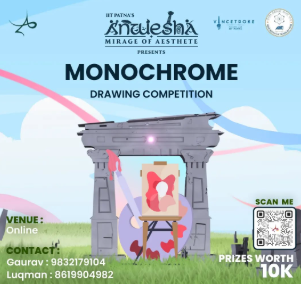 IIT PATNA'S
Anwesha
MIRAGE OF AESTHETE
PRESENTS
MONOCHROME
DRAWING COMPETITION
VENUE :
Online
CONTACT :
Gaurav : 9832179104
Luqman : 8619904982
SCAN ME
PRIZES WORTH
10K